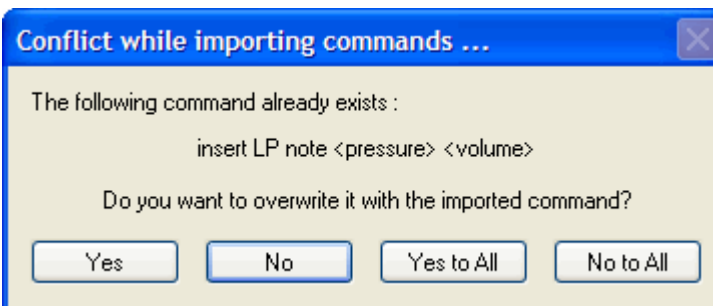 Conflict while importing commands ...
The following command already exists :
insert LP note <pressure> <volume>
Do you want to overwrite it with the imported command?
Yes No Yes to All No to All